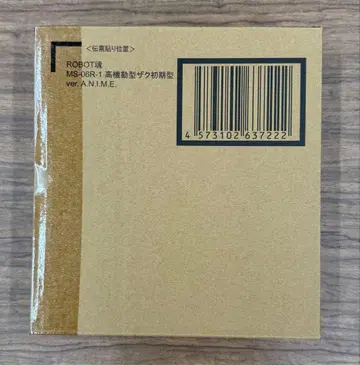 <伝票貼り位置>
ROBOT魂
MS-06R-1 高機動型ザク初期型
ver. A.N.I.M.E.
4 573102 637222